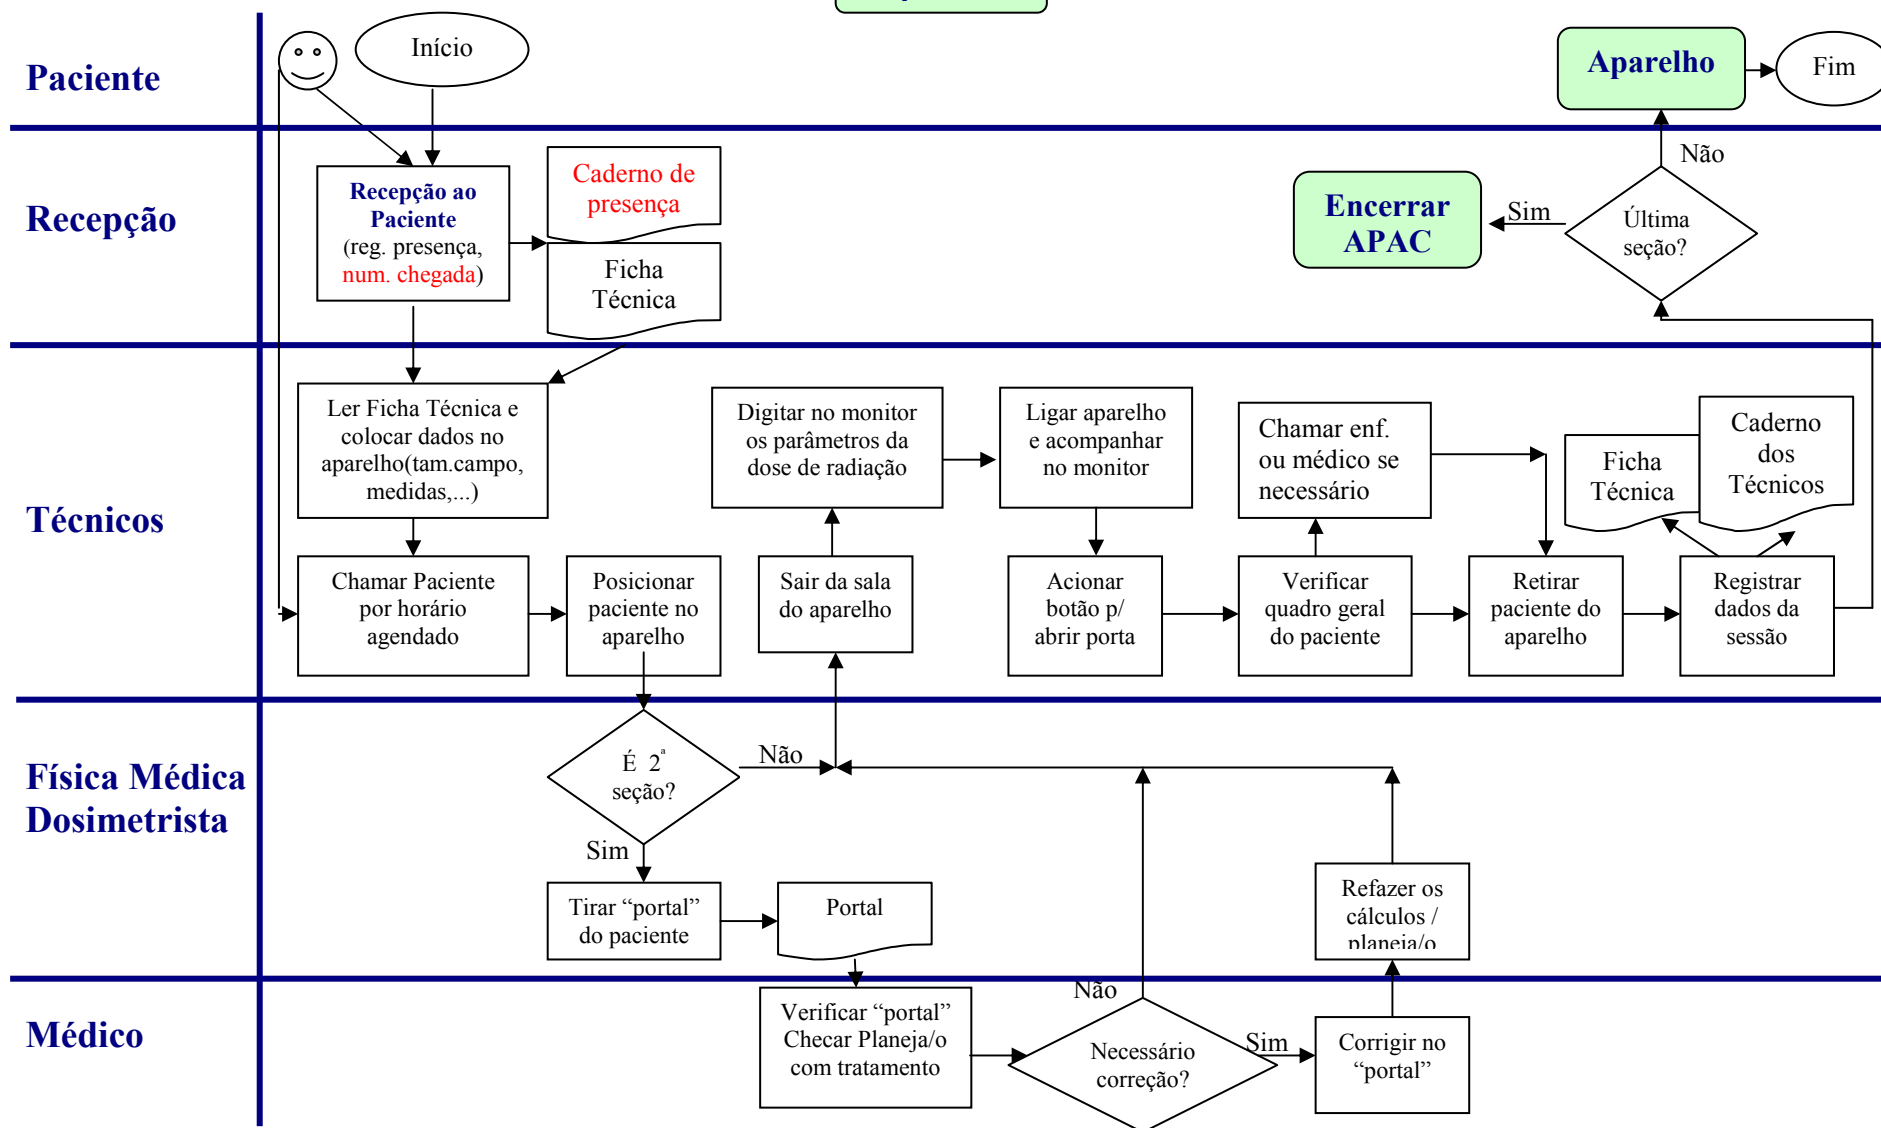 Paciente
Início
Aparelho
Fim
Recepção
Recepção ao
Paciente
(reg. presença,
num. chegada)
Caderno de
presença
Ficha
Técnica
Encerrar
APAC
Sim
Não
Última
seção?
Técnicos
Ler Ficha Técnica e
colocar dados no
aparelho(tam.campo,
medidas,...)
Digitar no monitor
os parâmetros da
dose de radiação
Ligar aparelho
e acompanhar
no monitor
Chamar enf.
ou médico se
necessário
Ficha
Técnica
Caderno
dos
Técnicos
Chamar Paciente
por horário
agendado
Posicionar
paciente no
aparelho
Sair da sala
do aparelho
Acionar
botão p/
abrir porta
Verificar
quadro geral
do paciente
Retirar
paciente do
aparelho
Registrar
dados da
sessão
Física Médica
Dosimetrista
É 2ª
seção?
Não
Sim
Tirar “portal”
do paciente
Portal
Refazer os
cálculos /
planeja/o
Médico
Verificar “portal”
Checar Planeja/o
com tratamento
Não
Necessário
correção?
Sim
Corrigir no
“portal”